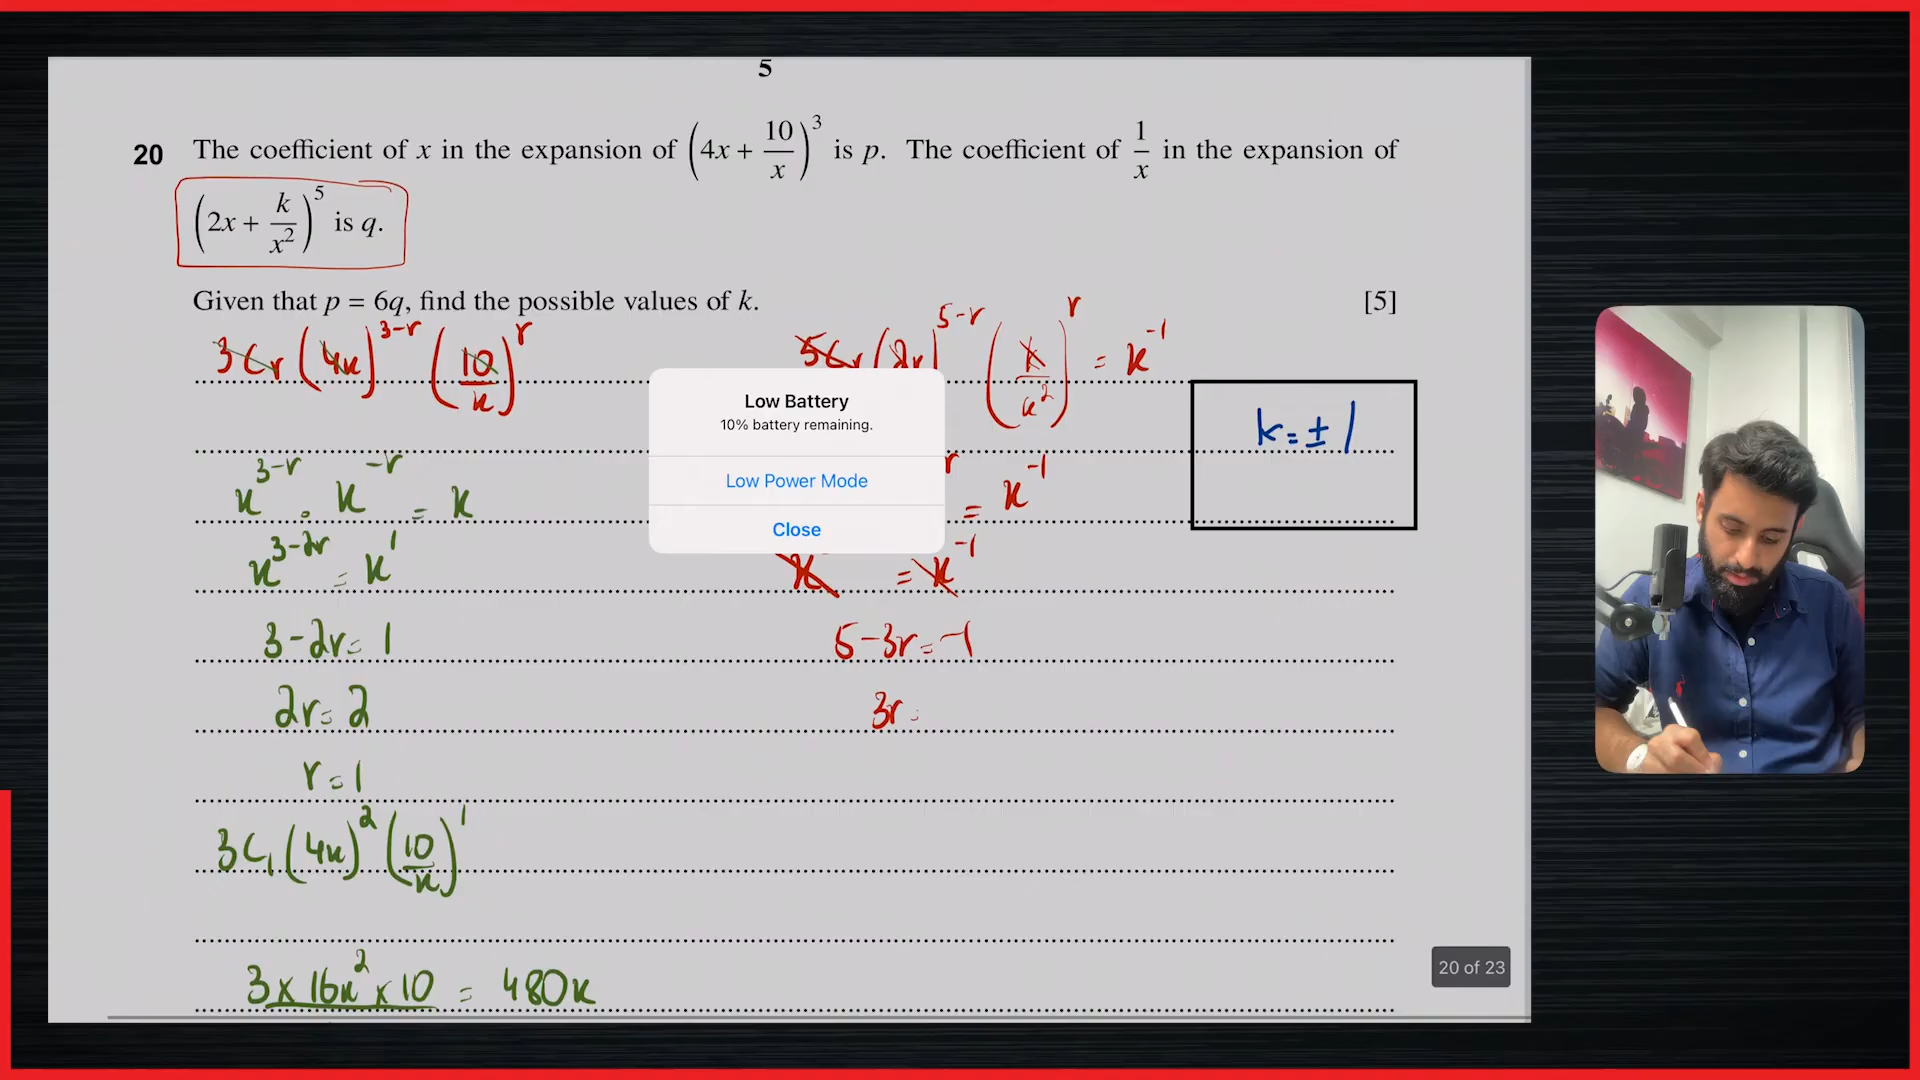 5
20 The coefficient of x in the expansion of (4x + 10/x)^3 is p. The coefficient of 1/x in the expansion of
(2x + k/x^2)^5 is q.
Given that p = 6q, find the possible values of k. [5]
3Cr (4x)^3-r (10/x)^r
5Cr (2x)^5-r (k/x^2)^r = x^-1
Low Battery
10% battery remaining.
Low Power Mode
Close
k = ± 1
x^3-r . x^-r = x
r = x^-1
x^3-2r = x^1
x = x^-1
3-2r = 1
5-3r = -1
2r = 2
3r =
r = 1
3C1 (4x)^2 (10/x)^1
3 x 16x^2 x 10 = 480x
20 of 23